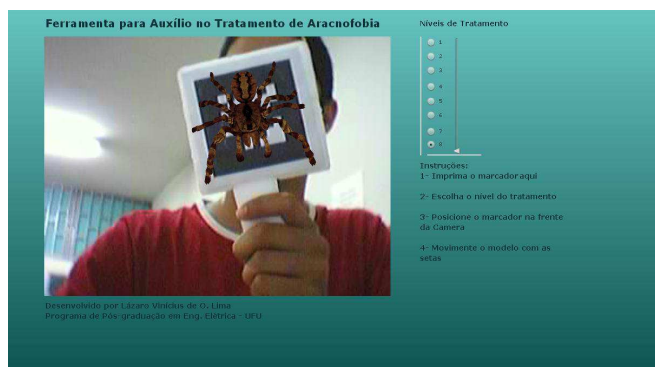 Ferramenta para Auxílio no Tratamento de Aracnofobia
Níveis de Tratamento
1
2
3
4
5
6
7
8
Instruções:
1- Imprima o marcador aqui
2- Escolha o nível do tratamento
3- Posicione o marcador na frente
da Camera
4- Movimente o modelo com as
setas
Desenvolvido por Lázaro Vinícius de O. Lima
Programa de Pós-graduação em Eng. Elétrica - UFU